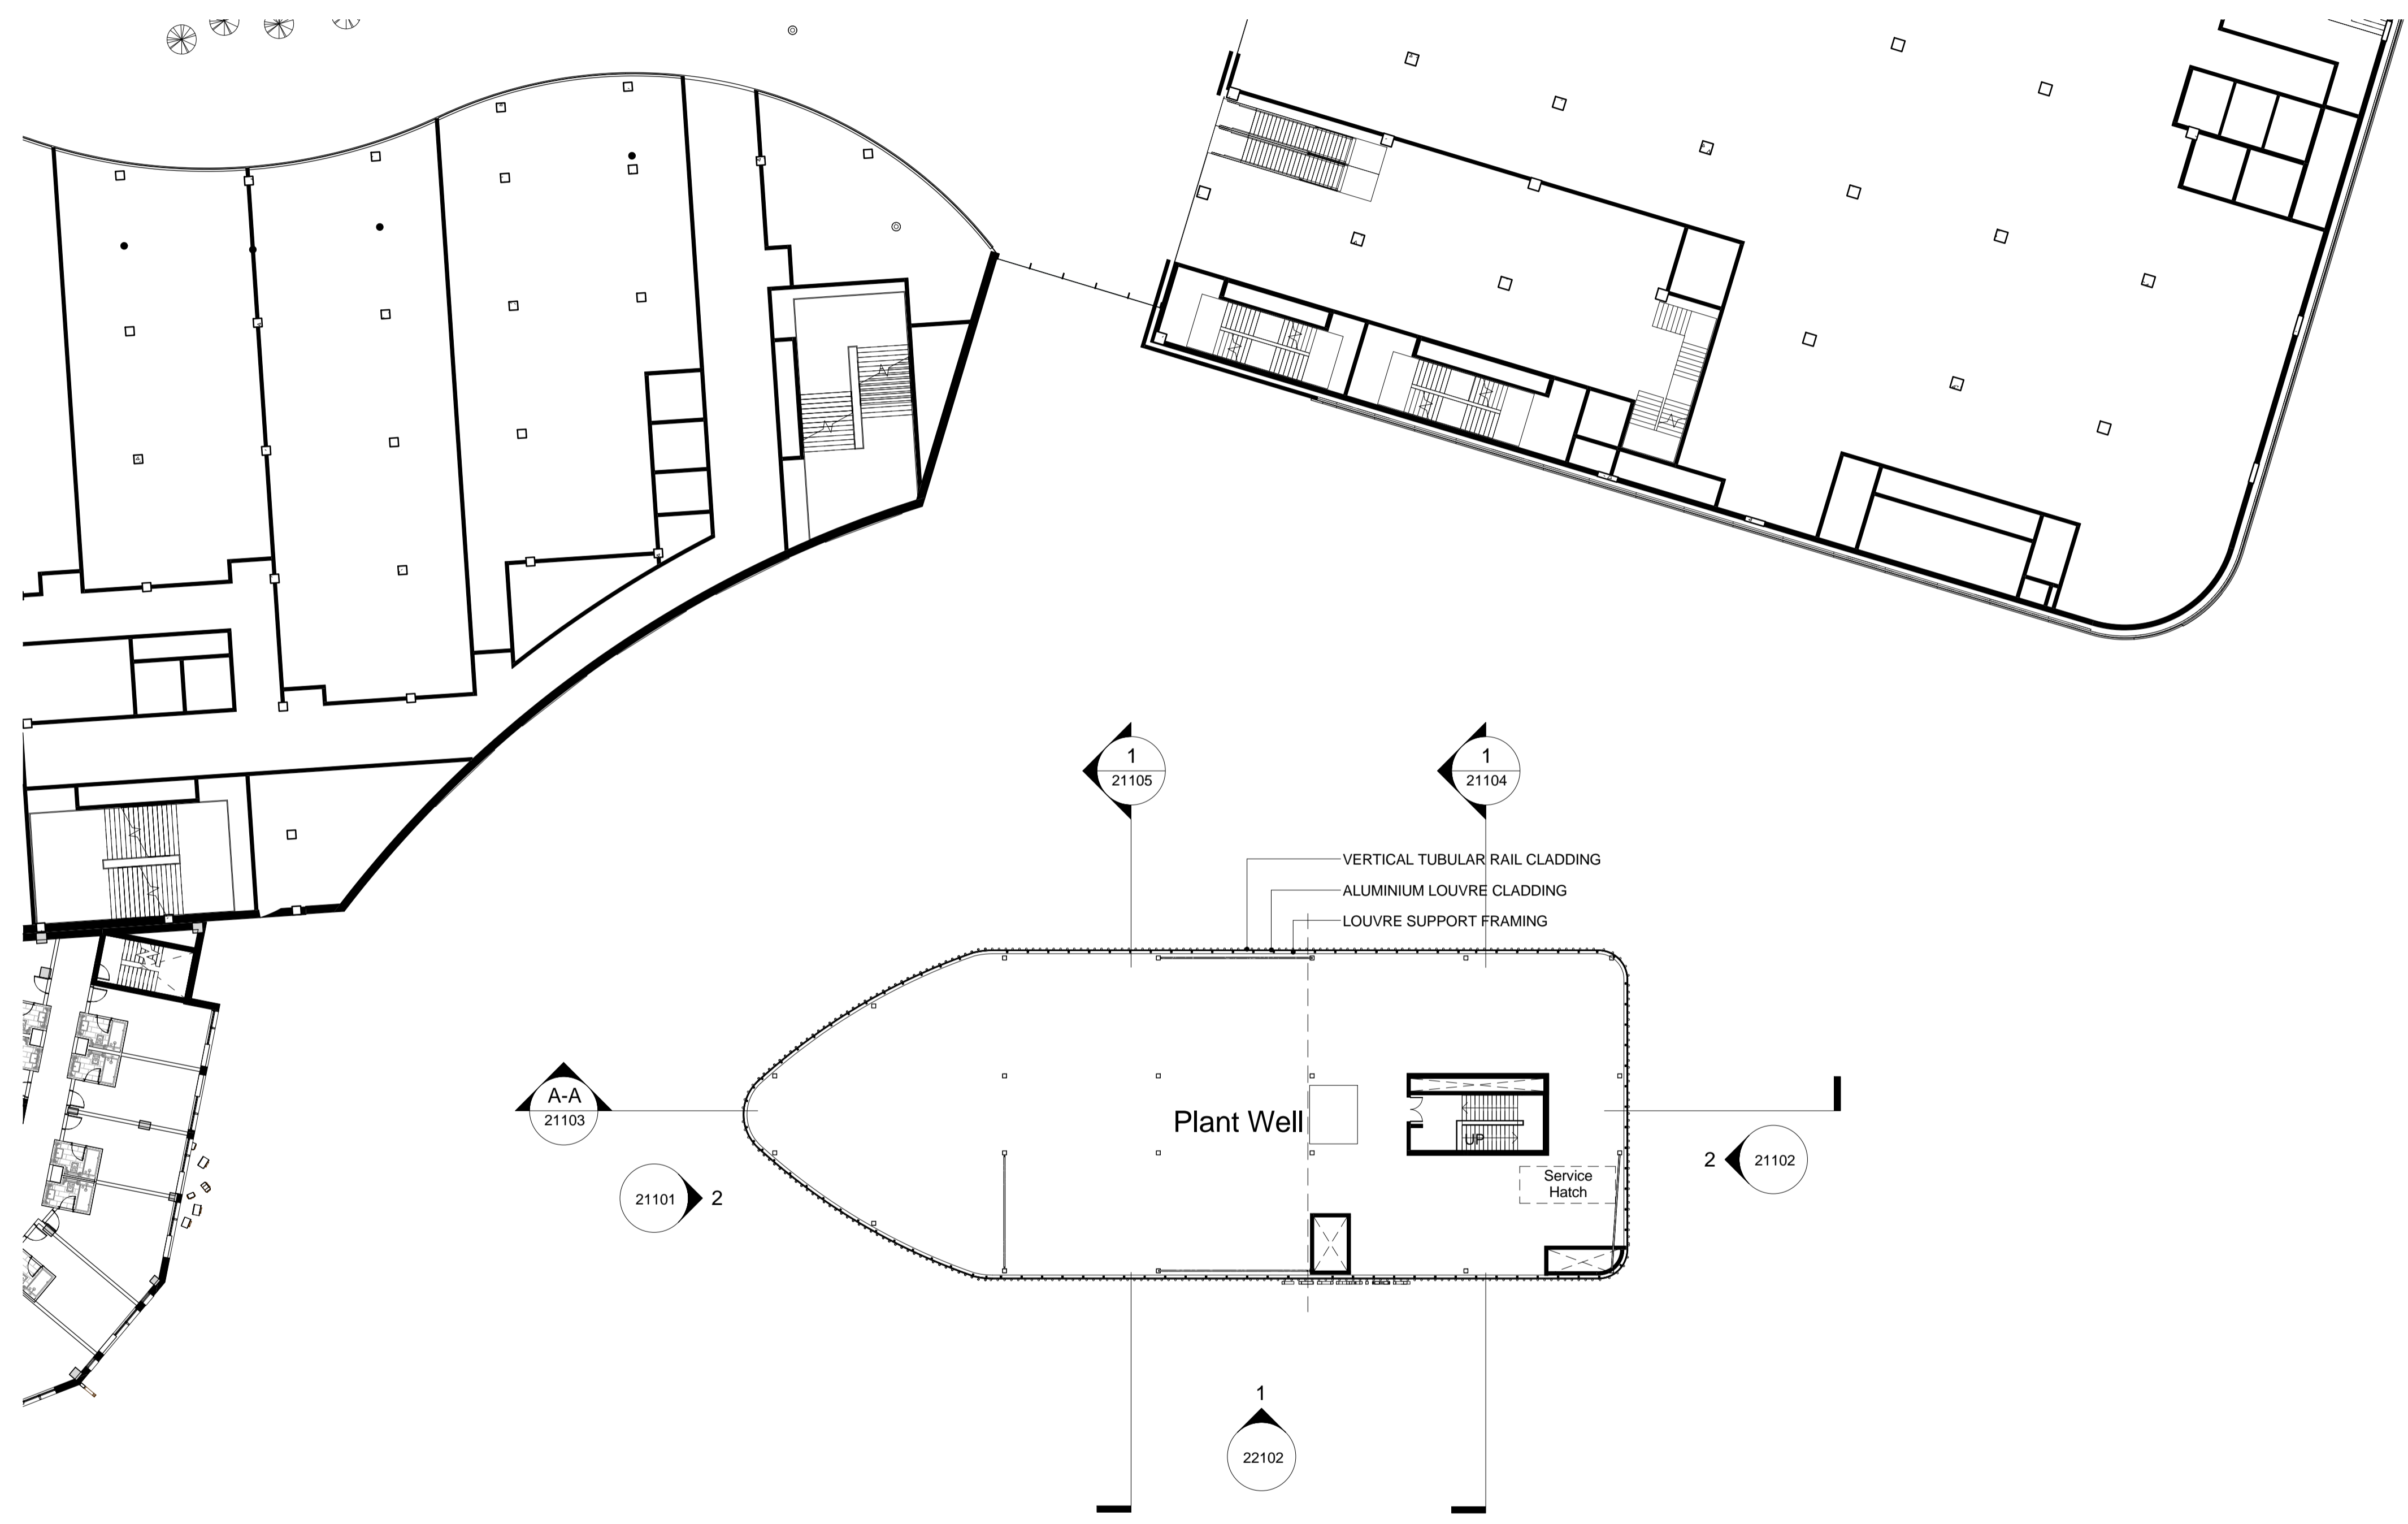 1
21105
1
21104
VERTICAL TUBULAR RAIL CLADDING
ALUMINIUM LOUVRE CLADDING
LOUVRE SUPPORT FRAMING
A-A
21103
Plant Well
UP
2
21102
Service
Hatch
21101
2
1
22102